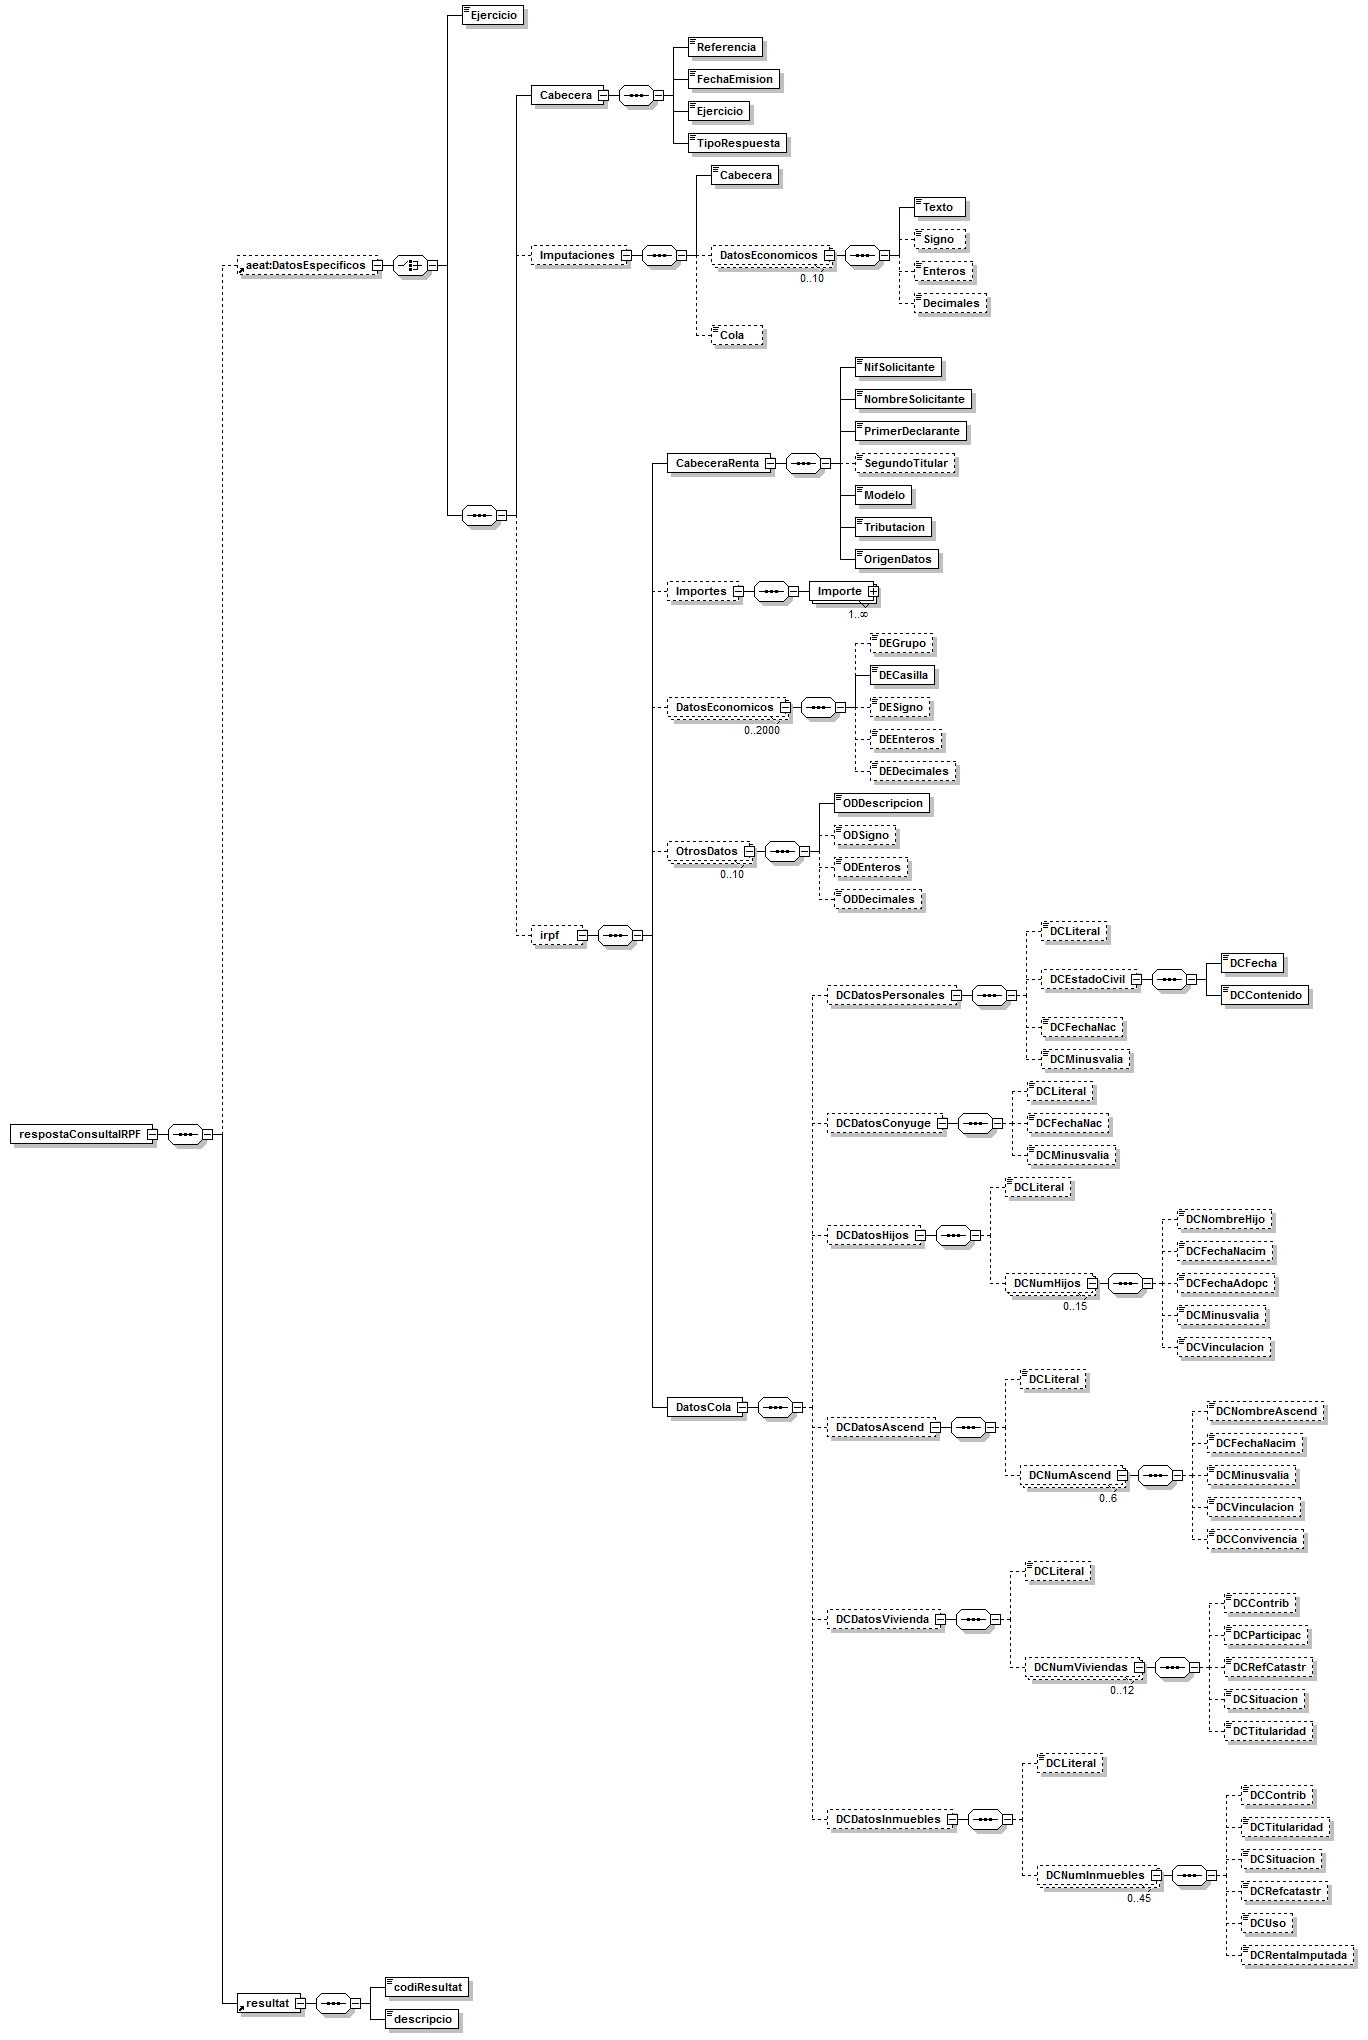 Ejercicio
Referencia
FechaEmision
Cabecera
Ejercicio
TipoRespuesta
Cabecera
Texto
Signo
aeat:DatosEspecificos
Imputaciones
DatosEconomicos
0..10
Enteros
Decimales
Cola
NifSolicitante
NombreSolicitante
PrimerDeclarante
CabeceraRenta
SegundoTitular
Modelo
Tributacion
OrigenDatos
Importes
Importe
1..∞
DEGrupo
DECasilla
DatosEconomicos
0..2000
DESigno
DEEnteros
DEDecimales
ODDescripcion
ODSigno
OtrosDatos
0..10
ODEnteros
ODDecimales
irpf
DCLiteral
DCFecha
DCEstadoCivil
DCContenido
DCDatosPersonales
DCFechaNac
DCMinusvalia
DCLiteral
DCDatosConyuge
DCFechaNac
respostaConsultaIRPF
DCMinusvalia
DCLiteral
DCDatosHijos
DCNombreHijo
DCFechaNacim
DCNumHijos
0..15
DCFechaAdopc
DCMinusvalia
DCVinculacion
DCLiteral
DatosCola
DCDatosAscend
DCNombreAscend
DCFechaNacim
DCNumAscend
0..6
DCMinusvalia
DCVinculacion
DCConvivencia
DCLiteral
DCDatosVivienda
DCContrib
DCParticipac
DCNumViviendas
0..12
DCRefCatastr
DCSituacion
DCTitularidad
DCLiteral
DCDatosInmuebles
DCContrib
DCTitularidad
DCSituacion
DCNumInmuebles
0..45
DCRefcatastr
DCUso
DCRentaImputada
codiResultat
resultat
descripcio